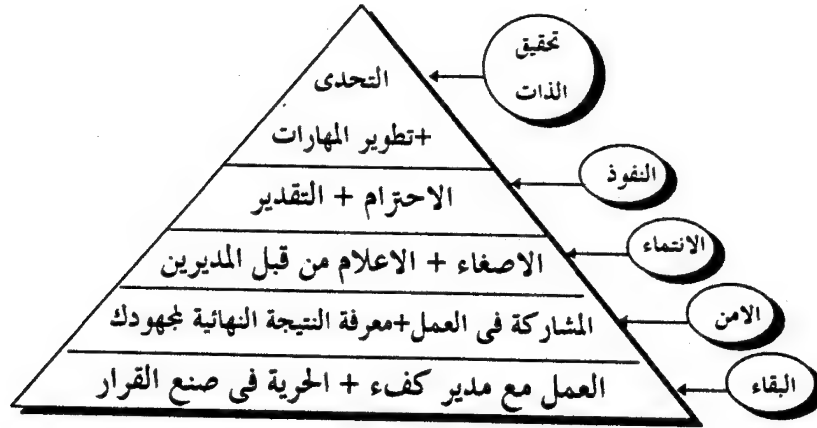 تحقيق
الذات
التحدى
+تطوير المهارات
النفوذ
الاحترام + التقدير
الانتماء
الاصغاء + الاعلام من قبل المديرين
الامن
المشاركة فى العمل+معرفة النتيجة النهائية لمجهودك
البقاء
العمل مع مدير كفء + الحرية فى صنع القرار